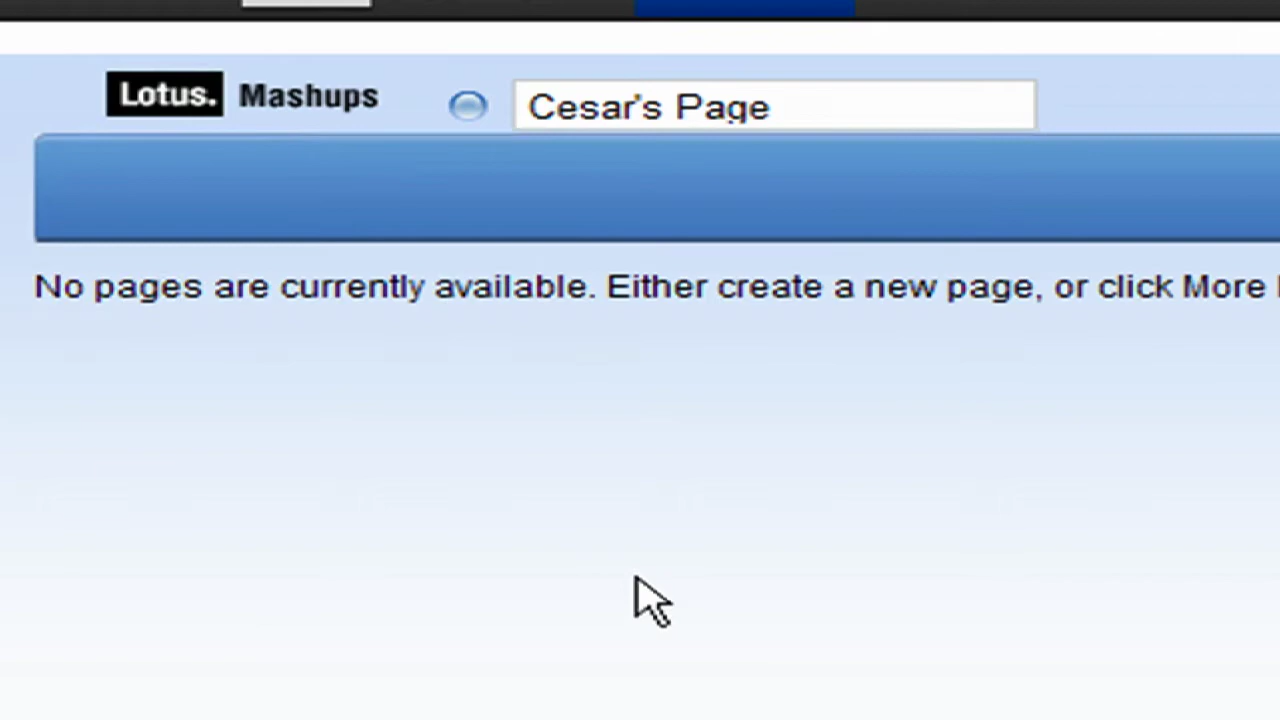 Lotus. Mashups
Cesar's Page
No pages are currently available. Either create a new page, or click More